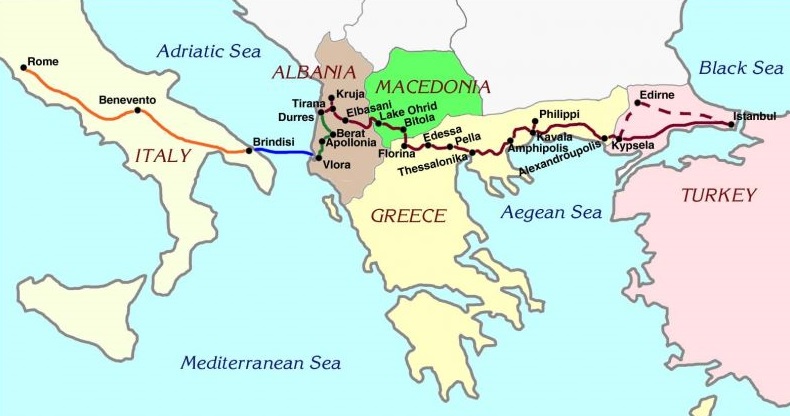 Rome
Adriatic Sea
Black Sea
ALBANIA
MACEDONIA
Benevento
Kruja
Tirana
Elbasani
Lake Ohrid
Durres
Bitola
Edirne
Istanbul
Philippi
Brindisi
Berat
Apollonia
Edessa
Pella
Kavala
ITALY
Vlora
Florina
Thessalonika
Amphipolis
Alexandroupolis
Kypsela
TURKEY
GREECE
Aegean Sea
Mediterranean Sea